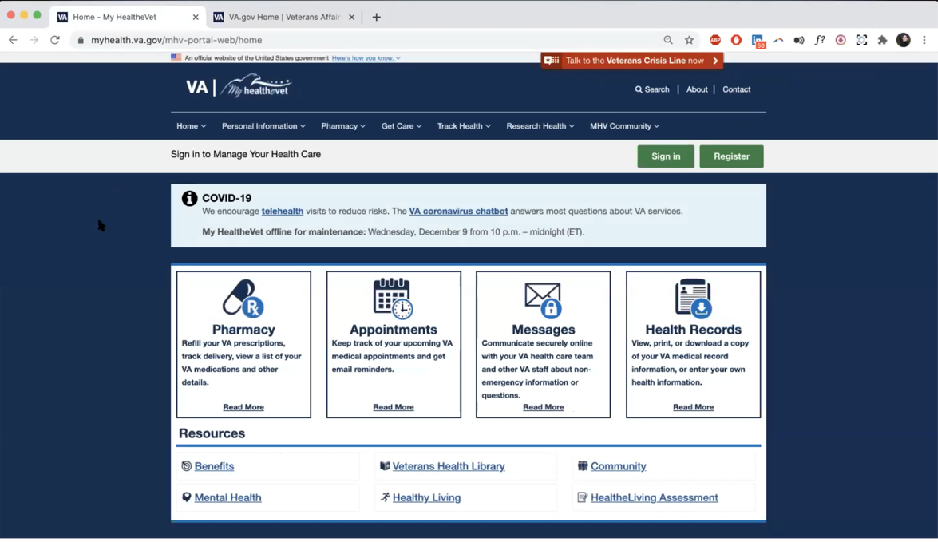 Home - My HealtheVet
VA.gov Home | Veterans Affair
myhealth.va.gov/mhv-portal-web/home
An official website of the United States government Here's how you know.
Talk to the Veterans Crisis Line now
VA | My HealtheVet
Search | About | Contact
Home Personal Information Pharmacy Get Care Track Health Research Health MHV Community
Sign in to Manage Your Health Care
Sign in
Register
COVID-19
We encourage telehealth visits to reduce risks. The VA coronavirus chatbot answers most questions about VA services.
My HealtheVet offline for maintenance: Wednesday, December 9 from 10 p.m. – midnight (ET).
Pharmacy
Refill your VA prescriptions,
track delivery, view a list of your
VA medications and other
details.
Read More
Appointments
Keep track of your upcoming VA
medical appointments and get
email reminders.
Read More
Messages
Communicate securely online
with your VA health care team
and other VA staff about non-
emergency information or
questions.
Read More
Health Records
View, print, or download a copy
of your VA medical record
information, or enter your own
health information.
Read More
Resources
Benefits
Veterans Health Library
Community
Mental Health
Healthy Living
HealtheLiving Assessment